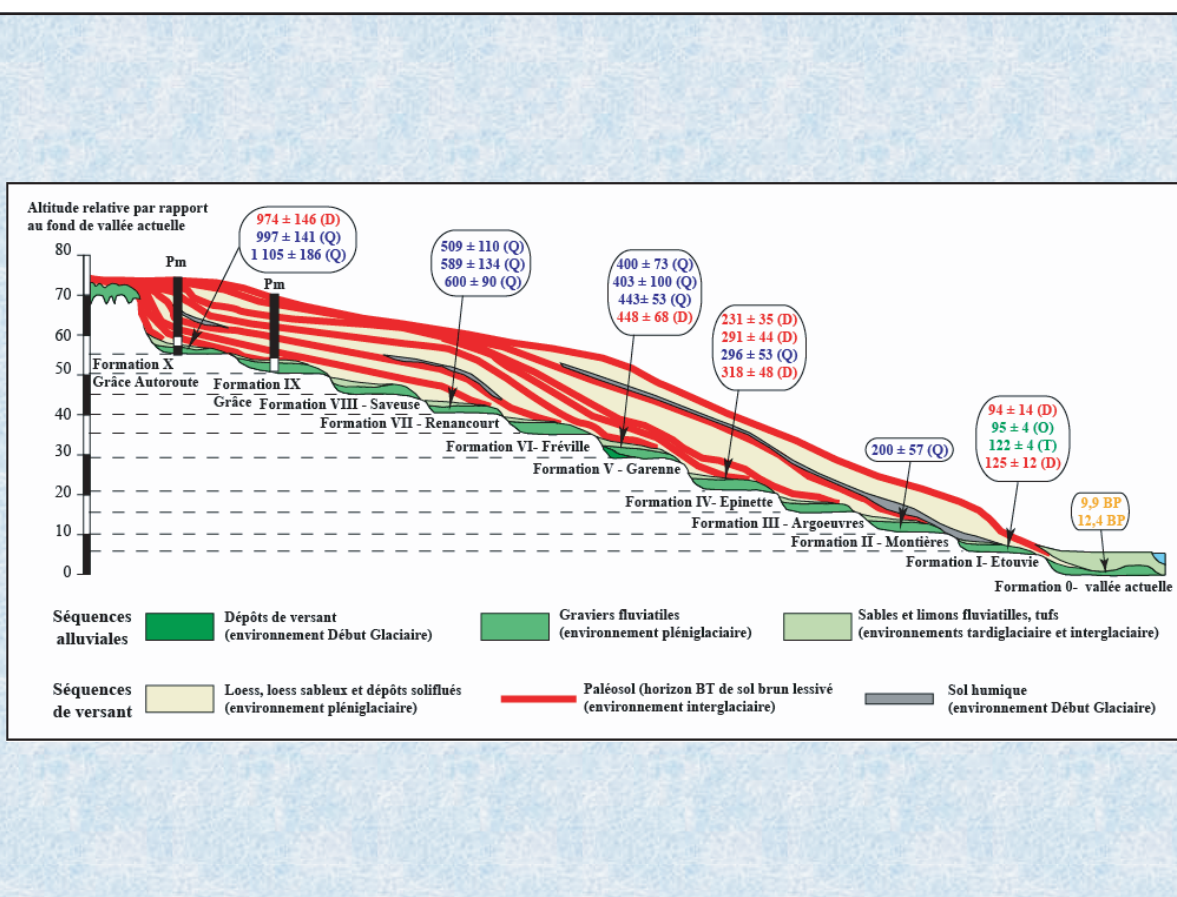 Altitude relative par rapport
au fond de vallée actuelle
80
70
60
50
40
30
20
10
0
Pm
Pm
974 ± 146 (D)
997 ± 141 (Q)
1 105 ± 186 (Q)
509 ± 110 (Q)
589 ± 134 (Q)
600 ± 90 (Q)
400 ± 73 (Q)
403 ± 100 (Q)
443± 53 (Q)
448 ± 68 (D)
231 ± 35 (D)
291 ± 44 (D)
296 ± 53 (Q)
318 ± 48 (D)
200 ± 57 (Q)
94 ± 14 (D)
95 ± 4 (O)
122 ± 4 (T)
125 ± 12 (D)
9,9 BP
12,4 BP
Formation X
Grâce Autoroute
Formation IX
Grâce
Formation VIII - Saveuse
Formation VII - Renancourt
Formation VI- Fréville
Formation V - Garenne
Formation IV- Epinette
Formation III - Argoeuvres
Formation II - Montières
Formation I- Etouvie
Formation 0- vallée actuelle
Séquences
alluviales
Dépôts de versant
(environnement Début Glaciaire)
Graviers fluviatiles
(environnement pléniglaciaire)
Sables et limons fluviatilles, tufs
(environnements tardiglaciaire et interglaciaire)
Séquences
de versant
Loess, loess sableux et dépôts soliflués
(environnement pléniglaciaire)
Paléosol (horizon BT de sol brun lessivé
(environnement interglaciaire)
Sol humique
(environnement Début Glaciaire)